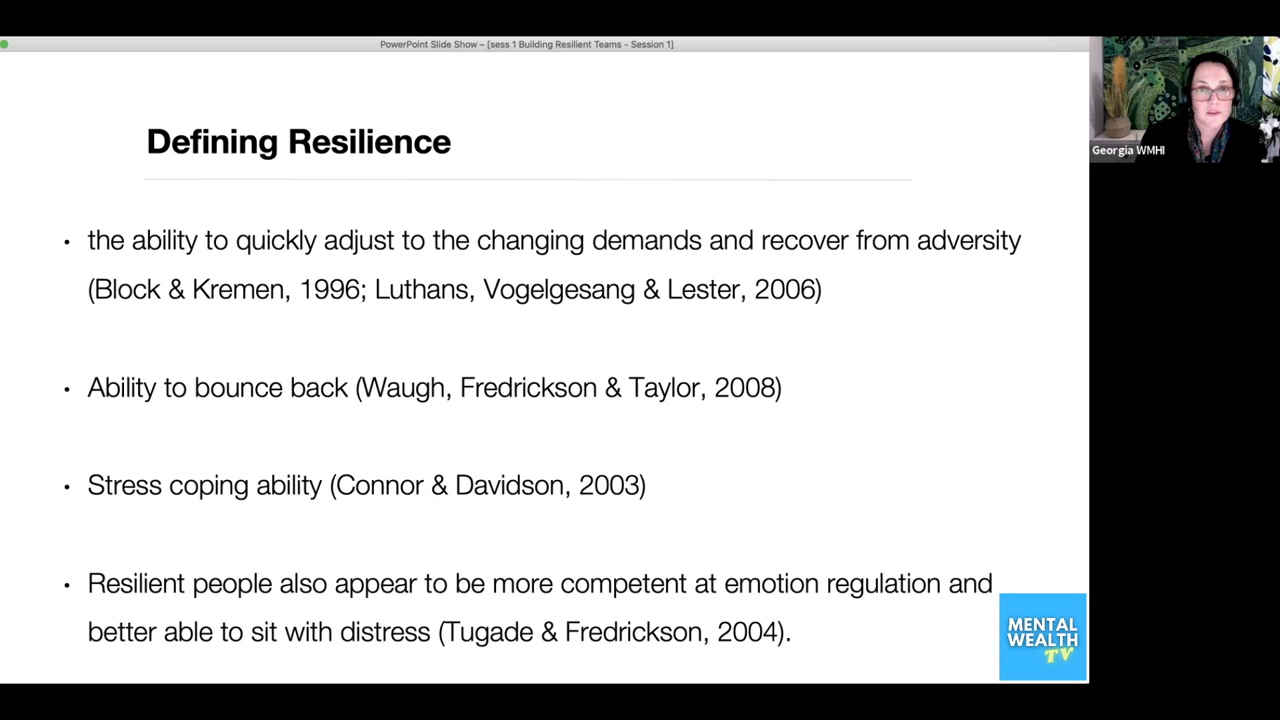 PowerPoint Slide Show – [sess 1 Building Resilient Teams - Session 1]
Defining Resilience
• the ability to quickly adjust to the changing demands and recover from adversity
(Block & Kremen, 1996; Luthans, Vogelgesang & Lester, 2006)
• Ability to bounce back (Waugh, Fredrickson & Taylor, 2008)
• Stress coping ability (Connor & Davidson, 2003)
• Resilient people also appear to be more competent at emotion regulation and
better able to sit with distress (Tugade & Fredrickson, 2004).
Georgia WMHI
MENTAL
WEALTH
TV